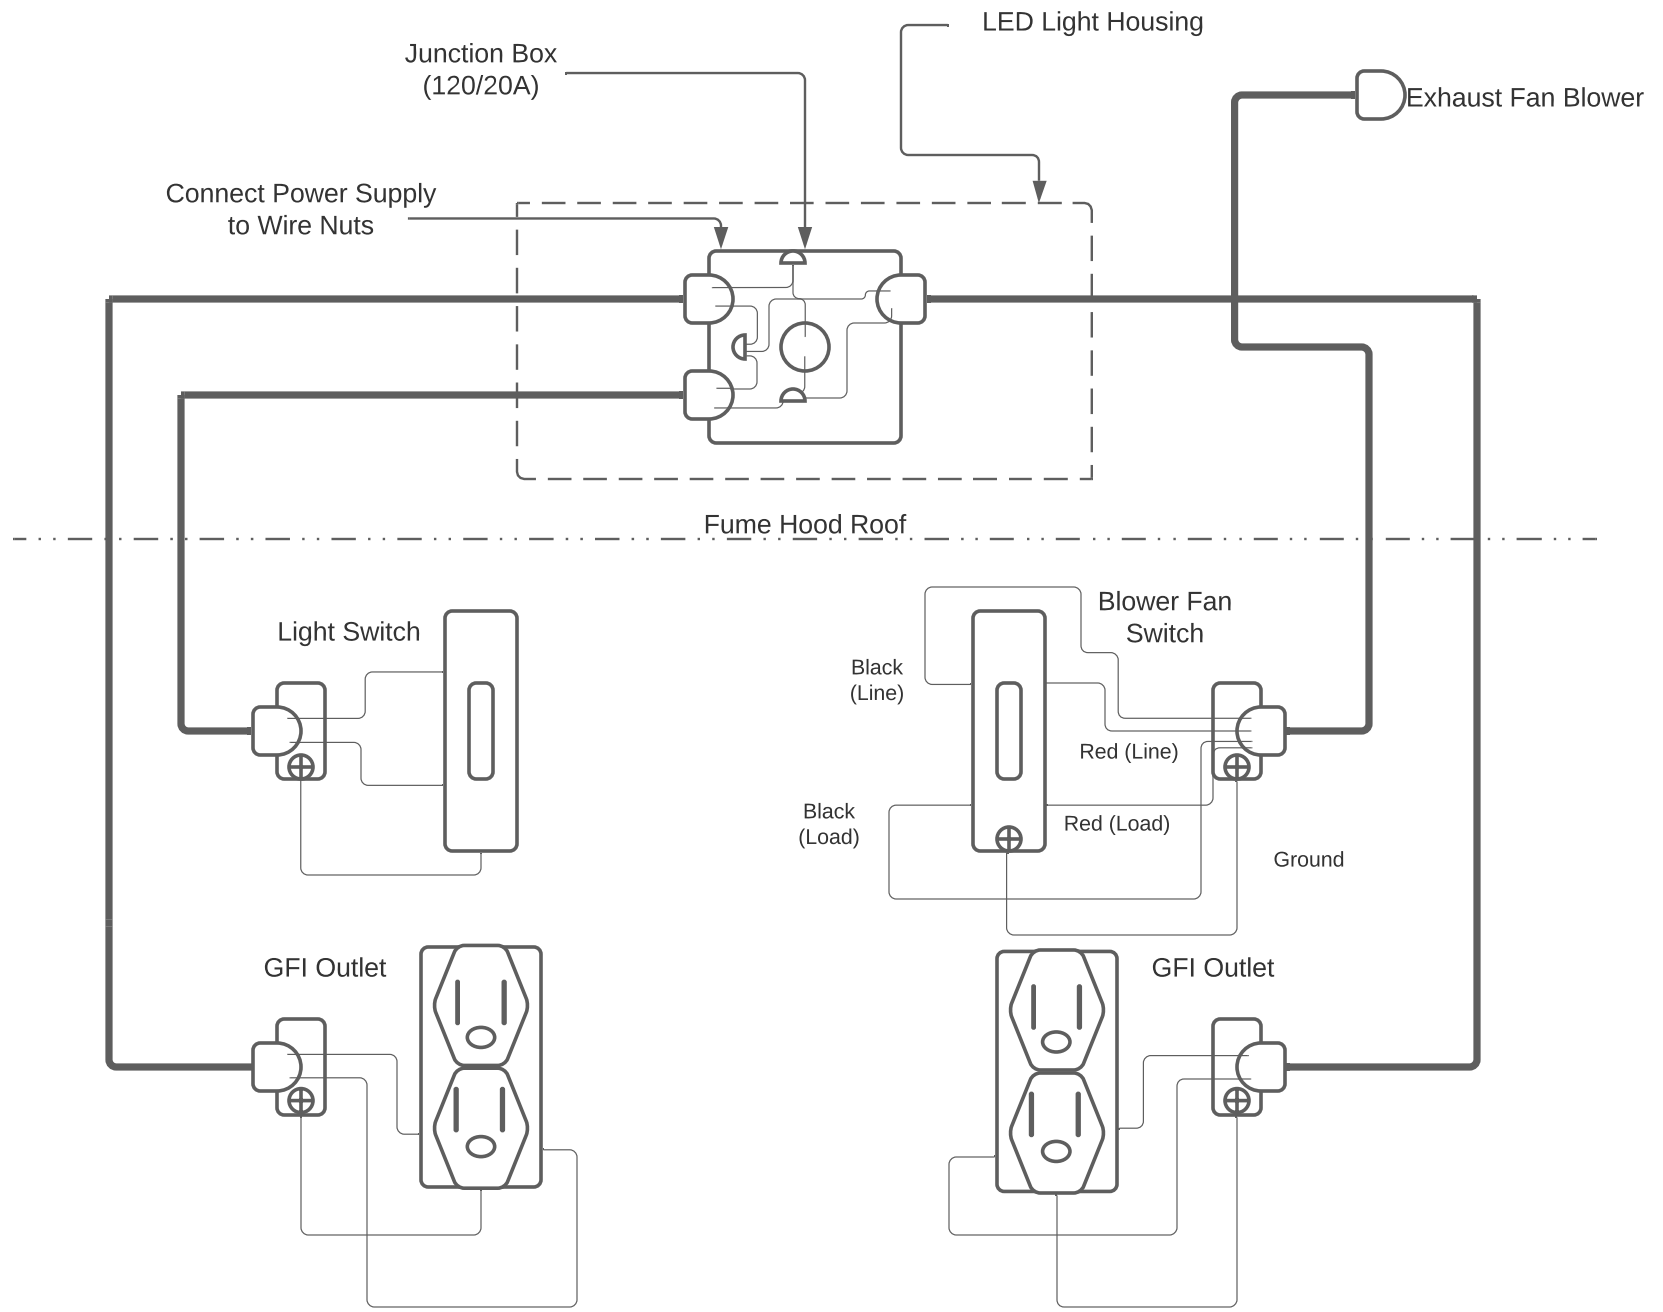 LED Light Housing
Junction Box
(120/20A)
Exhaust Fan Blower
Connect Power Supply
to Wire Nuts
Fume Hood Roof
Light Switch
Blower Fan
Switch
Black
(Line)
Red (Line)
Black
(Load)
Red (Load)
Ground
GFI Outlet
GFI Outlet